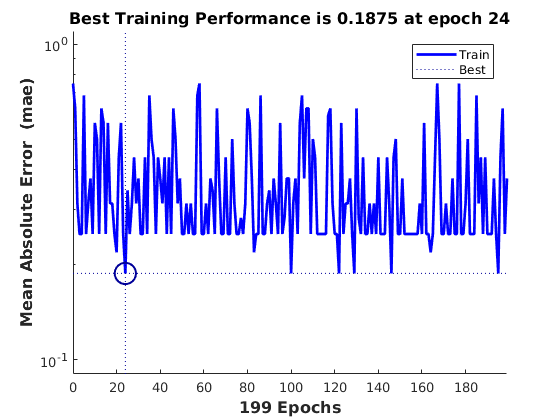 Best Training Performance is 0.1875 at epoch 24
Mean Absolute Error  (mae)
10^0
10^-1
Train
Best
0 20 40 60 80 100 120 140 160 180
199 Epochs